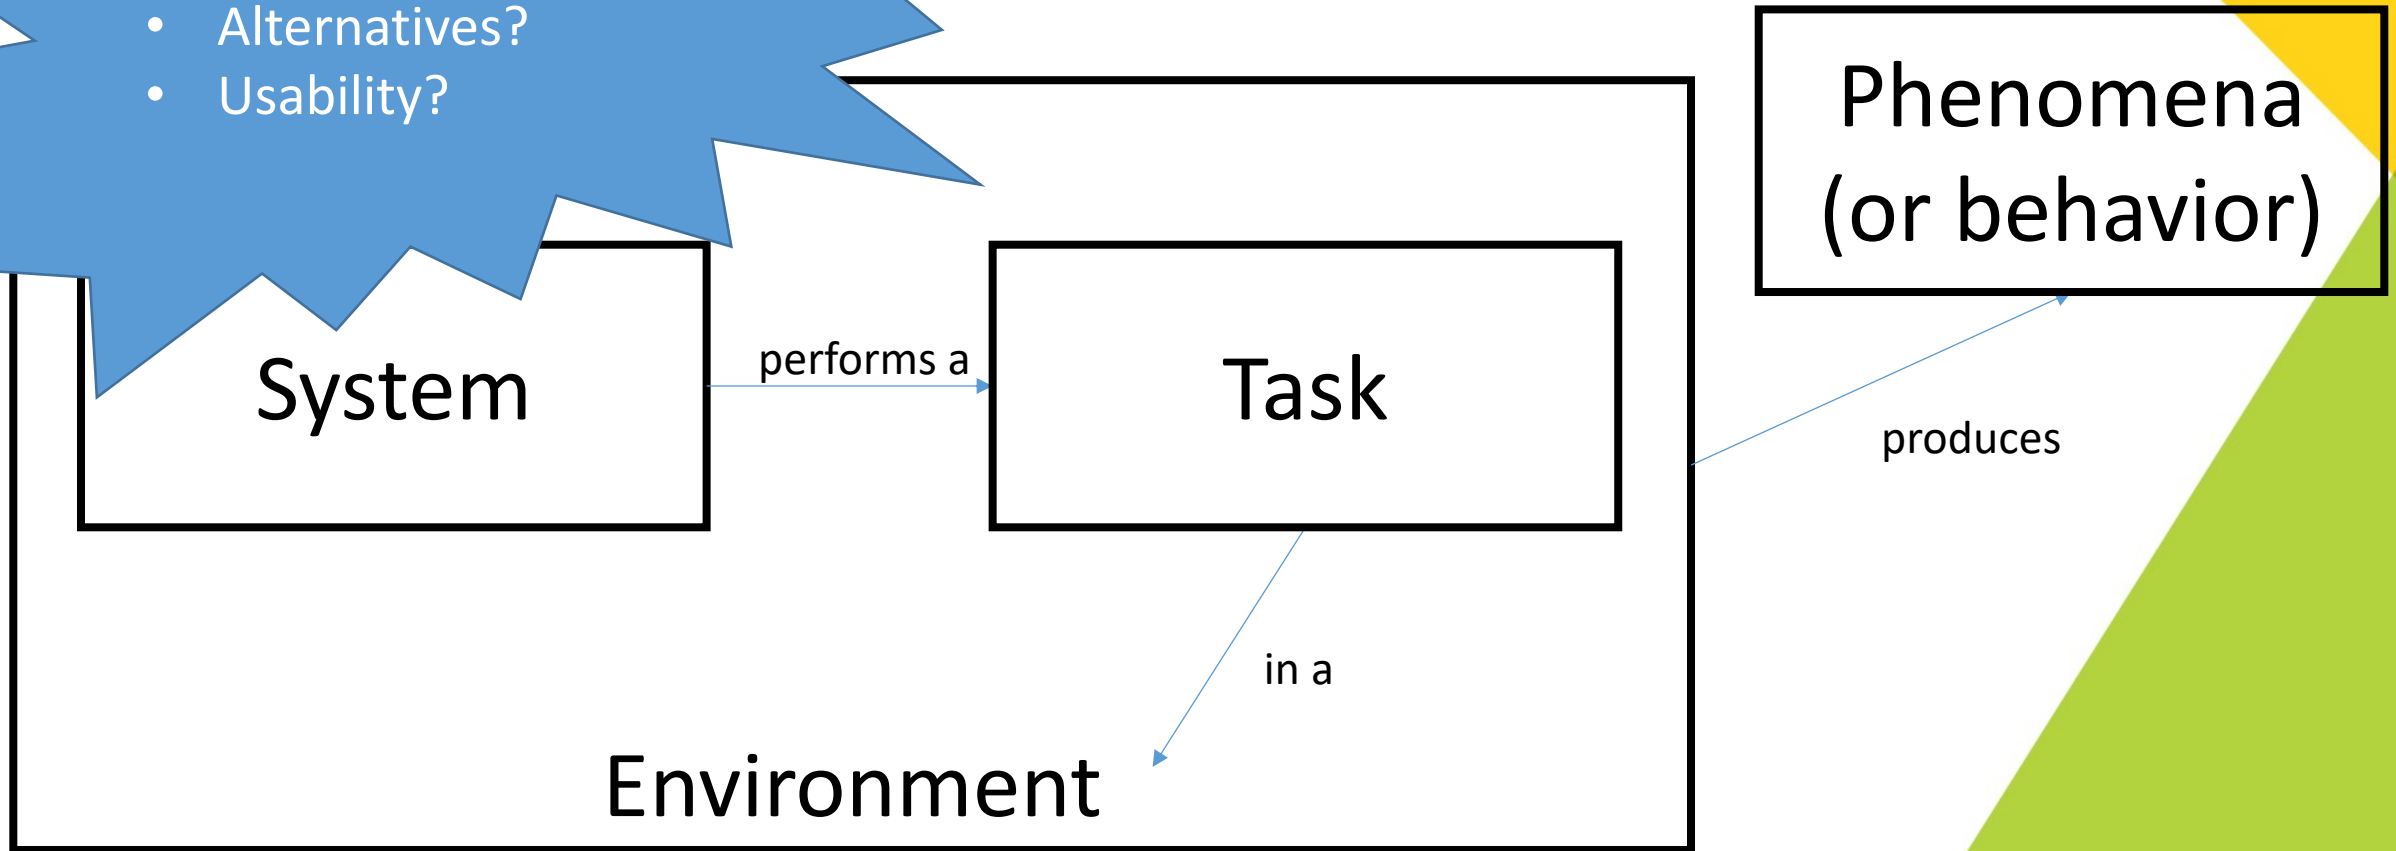 • Alternatives?
• Usability?
Phenomena
(or behavior)
System
performs a
Task
produces
in a
Environment